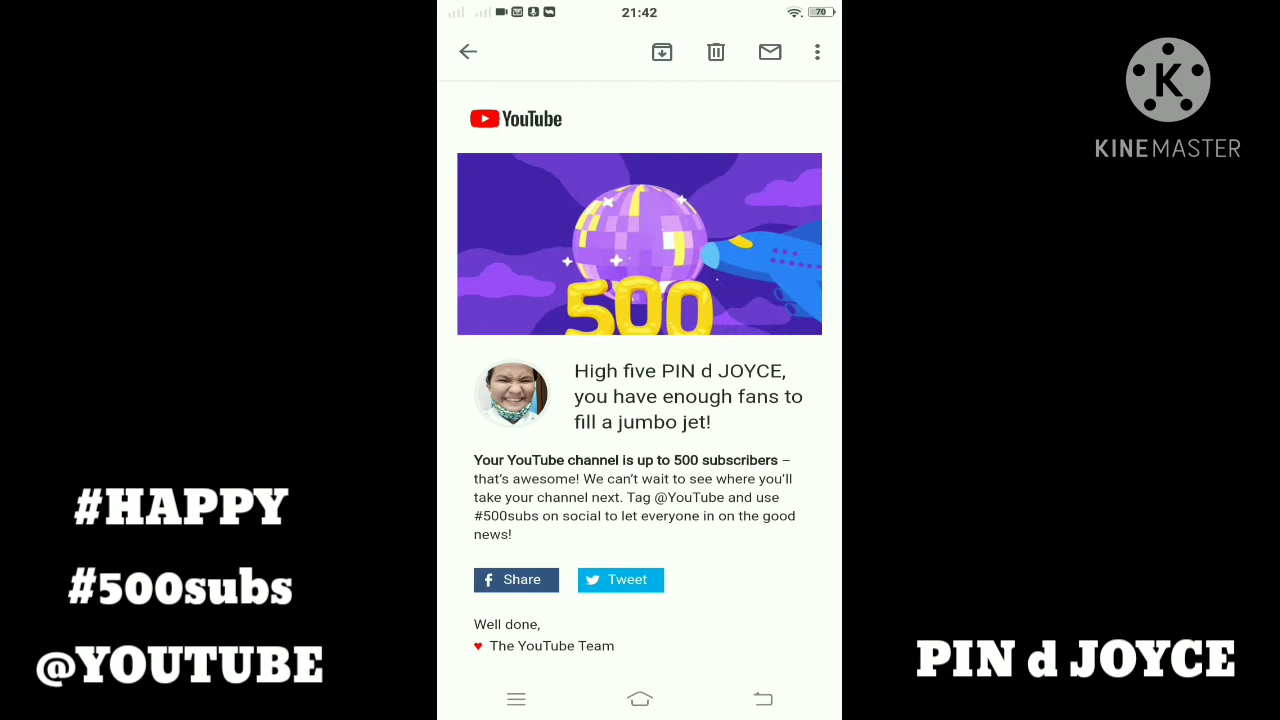 21:42
70
K
KINEMASTER
YouTube
500
High five PIN d JOYCE,
you have enough fans to
fill a jumbo jet!
Your YouTube channel is up to 500 subscribers –
that's awesome! We can't wait to see where you'll
take your channel next. Tag @YouTube and use
#500subs on social to let everyone in on the good
news!
f Share
Tweet
Well done,
♥ The YouTube Team
#HAPPY
#500subs
@YOUTUBE
PIN d JOYCE